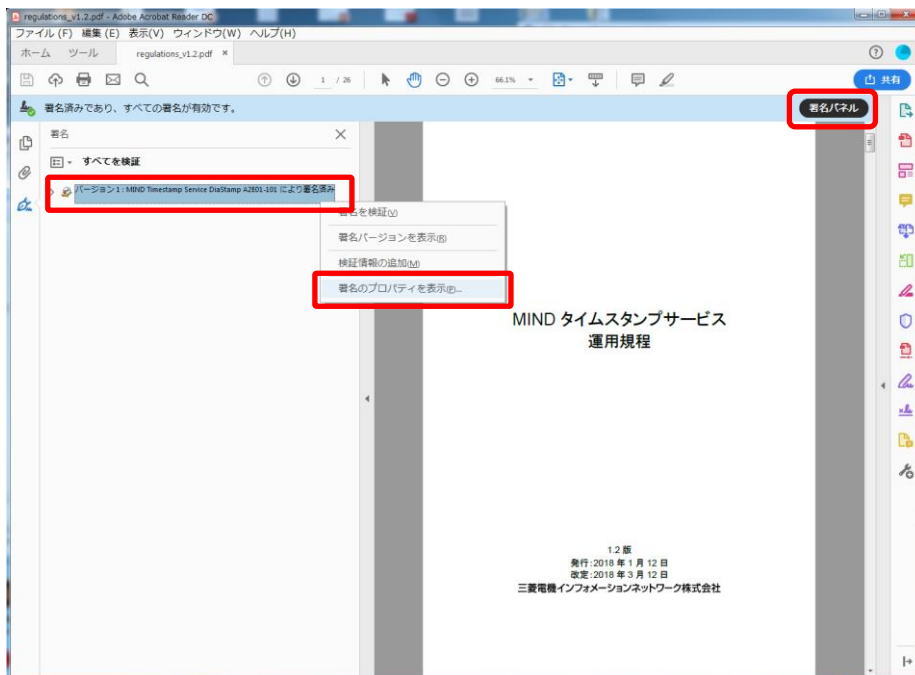 regulations_v1.2.pdf - Adobe Acrobat Reader DC
ファイル(F) 編集(E) 表示(V) ウィンドウ(W) ヘルプ(H)
ホーム ツール regulations_v1.2.pdf ×
1 / 26 66.1% 共有
署名済みであり、すべての署名が有効です。 署名パネル
署名
すべてを検証
バージョン 1 : MIND Timestamp Service DiaStamp A2E01-101 により署名済み
署名を検証(V)
署名バージョンを表示(R)
検証情報の追加(M)
署名のプロパティを表示(P)...
MIND タイムスタンプサービス
運用規程
1.2 版
発行:2018 年 1 月 12 日
改定:2018 年 3 月 12 日
三菱電機インフォメーションネットワーク株式会社